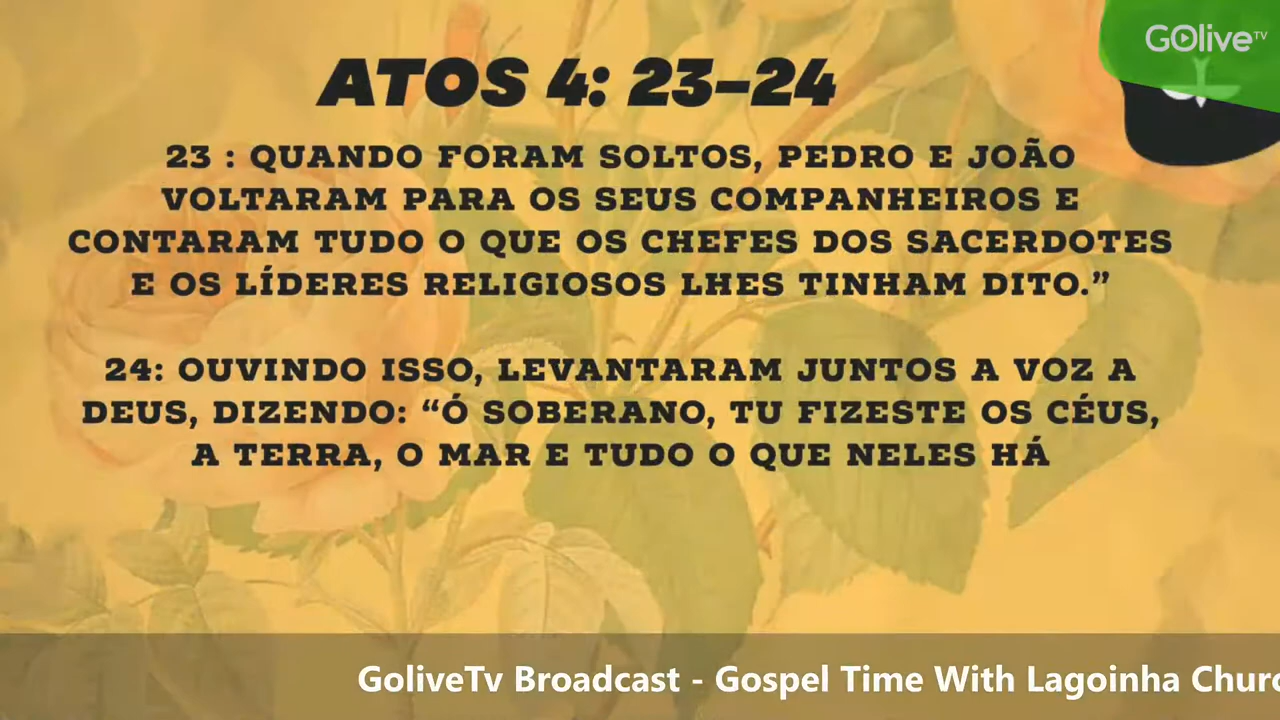 GOliveTV
ATOS 4: 23-24
23 : QUANDO FORAM SOLTOS, PEDRO E JOÃO
VOLTARAM PARA OS SEUS COMPANHEIROS E
CONTARAM TUDO O QUE OS CHEFES DOS SACERDOTES
E OS LÍDERES RELIGIOSOS LHES TINHAM DITO.”
24: OUVINDO ISSO, LEVANTARAM JUNTOS A VOZ A
DEUS, DIZENDO: “Ó SOBERANO, TU FIZESTE OS CÉUS,
A TERRA, O MAR E TUDO O QUE NELES HÁ
GoliveTv Broadcast - Gospel Time With Lagoinha Churc